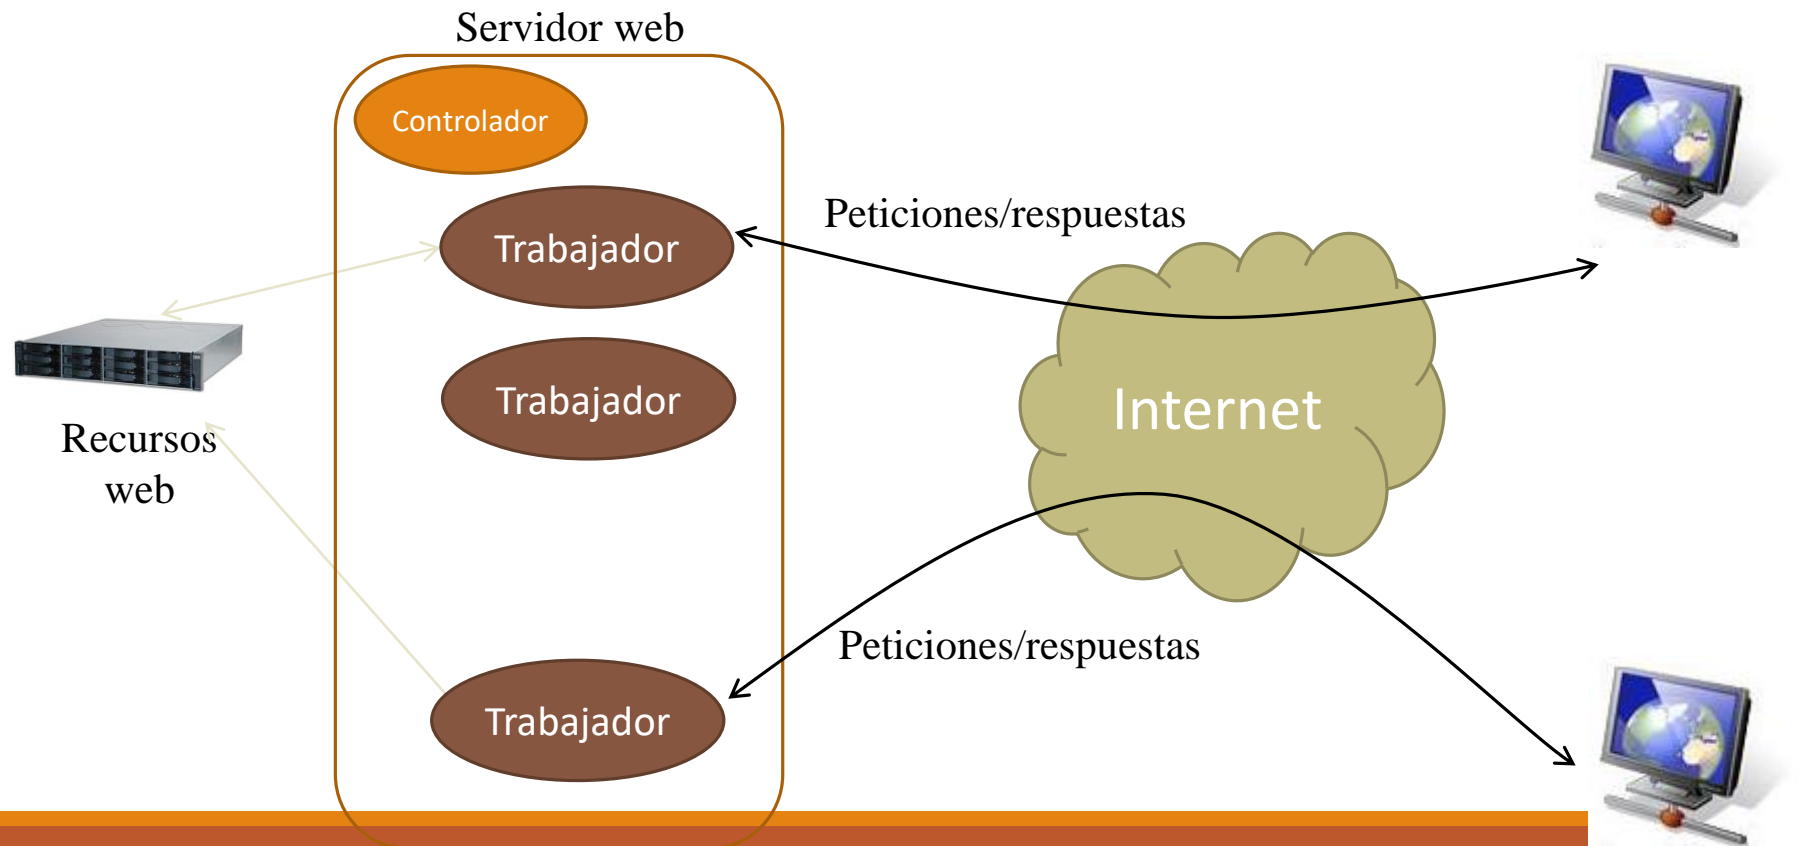 Servidor web
Controlador
Peticiones/respuestas
Trabajador
Trabajador
Internet
Recursos
web
Peticiones/respuestas
Trabajador